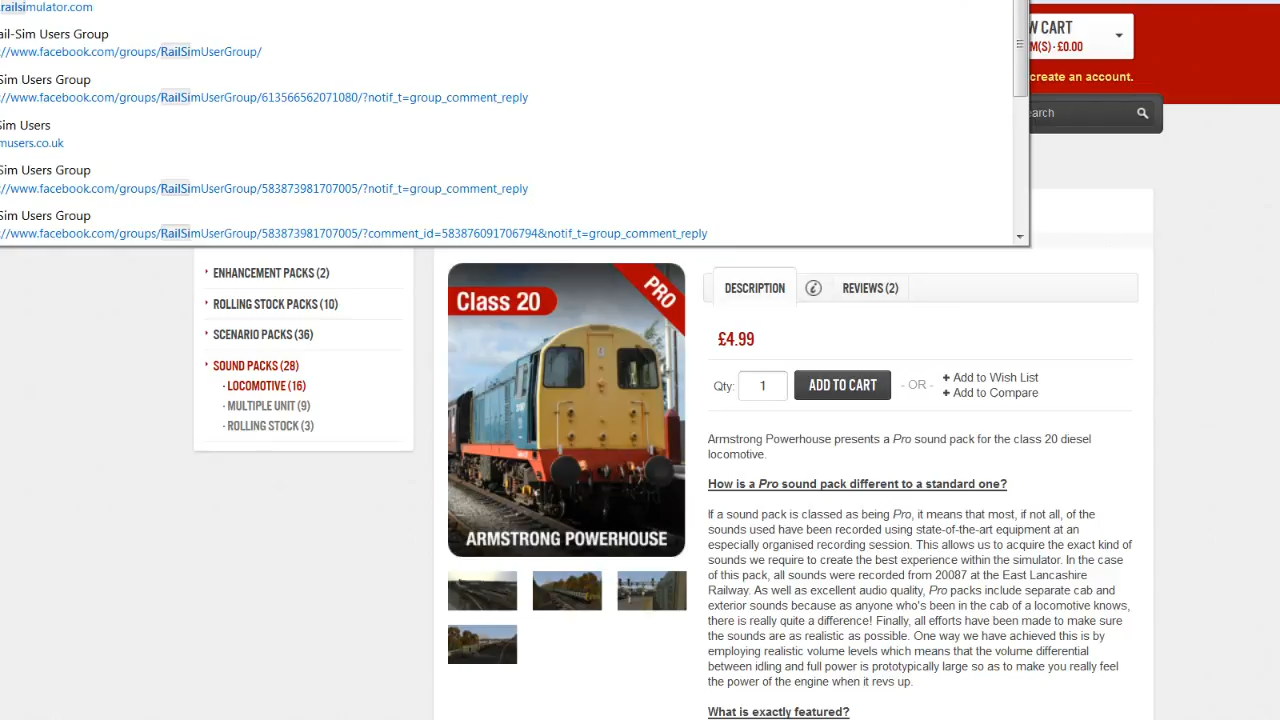 railsimulator.com
ail-Sim Users Group
://www.facebook.com/groups/RailSimUserGroup/
Sim Users Group
://www.facebook.com/groups/RailSimUserGroup/613566562071080/?notif_t=group_comment_reply
Sim Users
musers.co.uk
Sim Users Group
://www.facebook.com/groups/RailSimUserGroup/583873981707005/?notif_t=group_comment_reply
Sim Users Group
://www.facebook.com/groups/RailSimUserGroup/583873981707005/?comment_id=583876091706794&notif_t=group_comment_reply
W CART
M(S) - £0.00
create an account.
arch
ENHANCEMENT PACKS (2)
ROLLING STOCK PACKS (10)
SCENARIO PACKS (36)
SOUND PACKS (28)
- LOCOMOTIVE (16)
- MULTIPLE UNIT (9)
- ROLLING STOCK (3)
Class 20
PRO
ARMSTRONG POWERHOUSE
DESCRIPTION
REVIEWS (2)
£4.99
Qty: 1 ADD TO CART - OR - + Add to Wish List
+ Add to Compare
Armstrong Powerhouse presents a Pro sound pack for the class 20 diesel
locomotive.
How is a Pro sound pack different to a standard one?
If a sound pack is classed as being Pro, it means that most, if not all, of the
sounds used have been recorded using state-of-the-art equipment at an
especially organised recording session. This allows us to acquire the exact kind of
sounds we require to create the best experience within the simulator. In the case
of this pack, all sounds were recorded from 20087 at the East Lancashire
Railway. As well as excellent audio quality, Pro packs include separate cab and
exterior sounds because as anyone who's been in the cab of a locomotive knows,
there is really quite a difference! Finally, all efforts have been made to make sure
the sounds are as realistic as possible. One way we have achieved this is by
employing realistic volume levels which means that the volume differential
between idling and full power is prototypically large so as to make you really feel
the power of the engine when it revs up.
What is exactly featured?